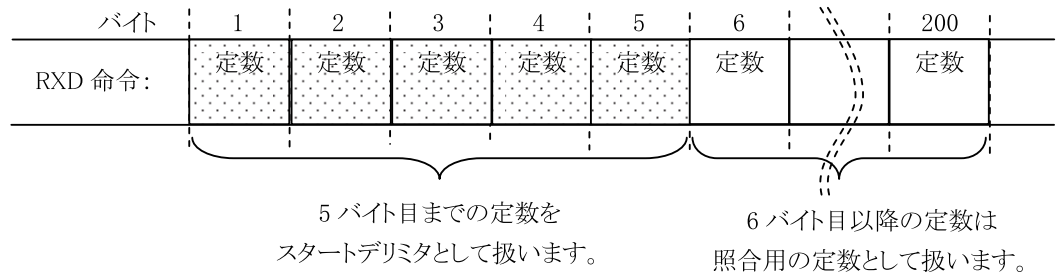 バイト 1 2 3 4 5 6 200
RXD 命令: 定数 定数 定数 定数 定数 定数 定数
5 バイト目までの定数を
スタートデリミタとして扱います。
6 バイト目以降の定数は
照合用の定数として扱います。